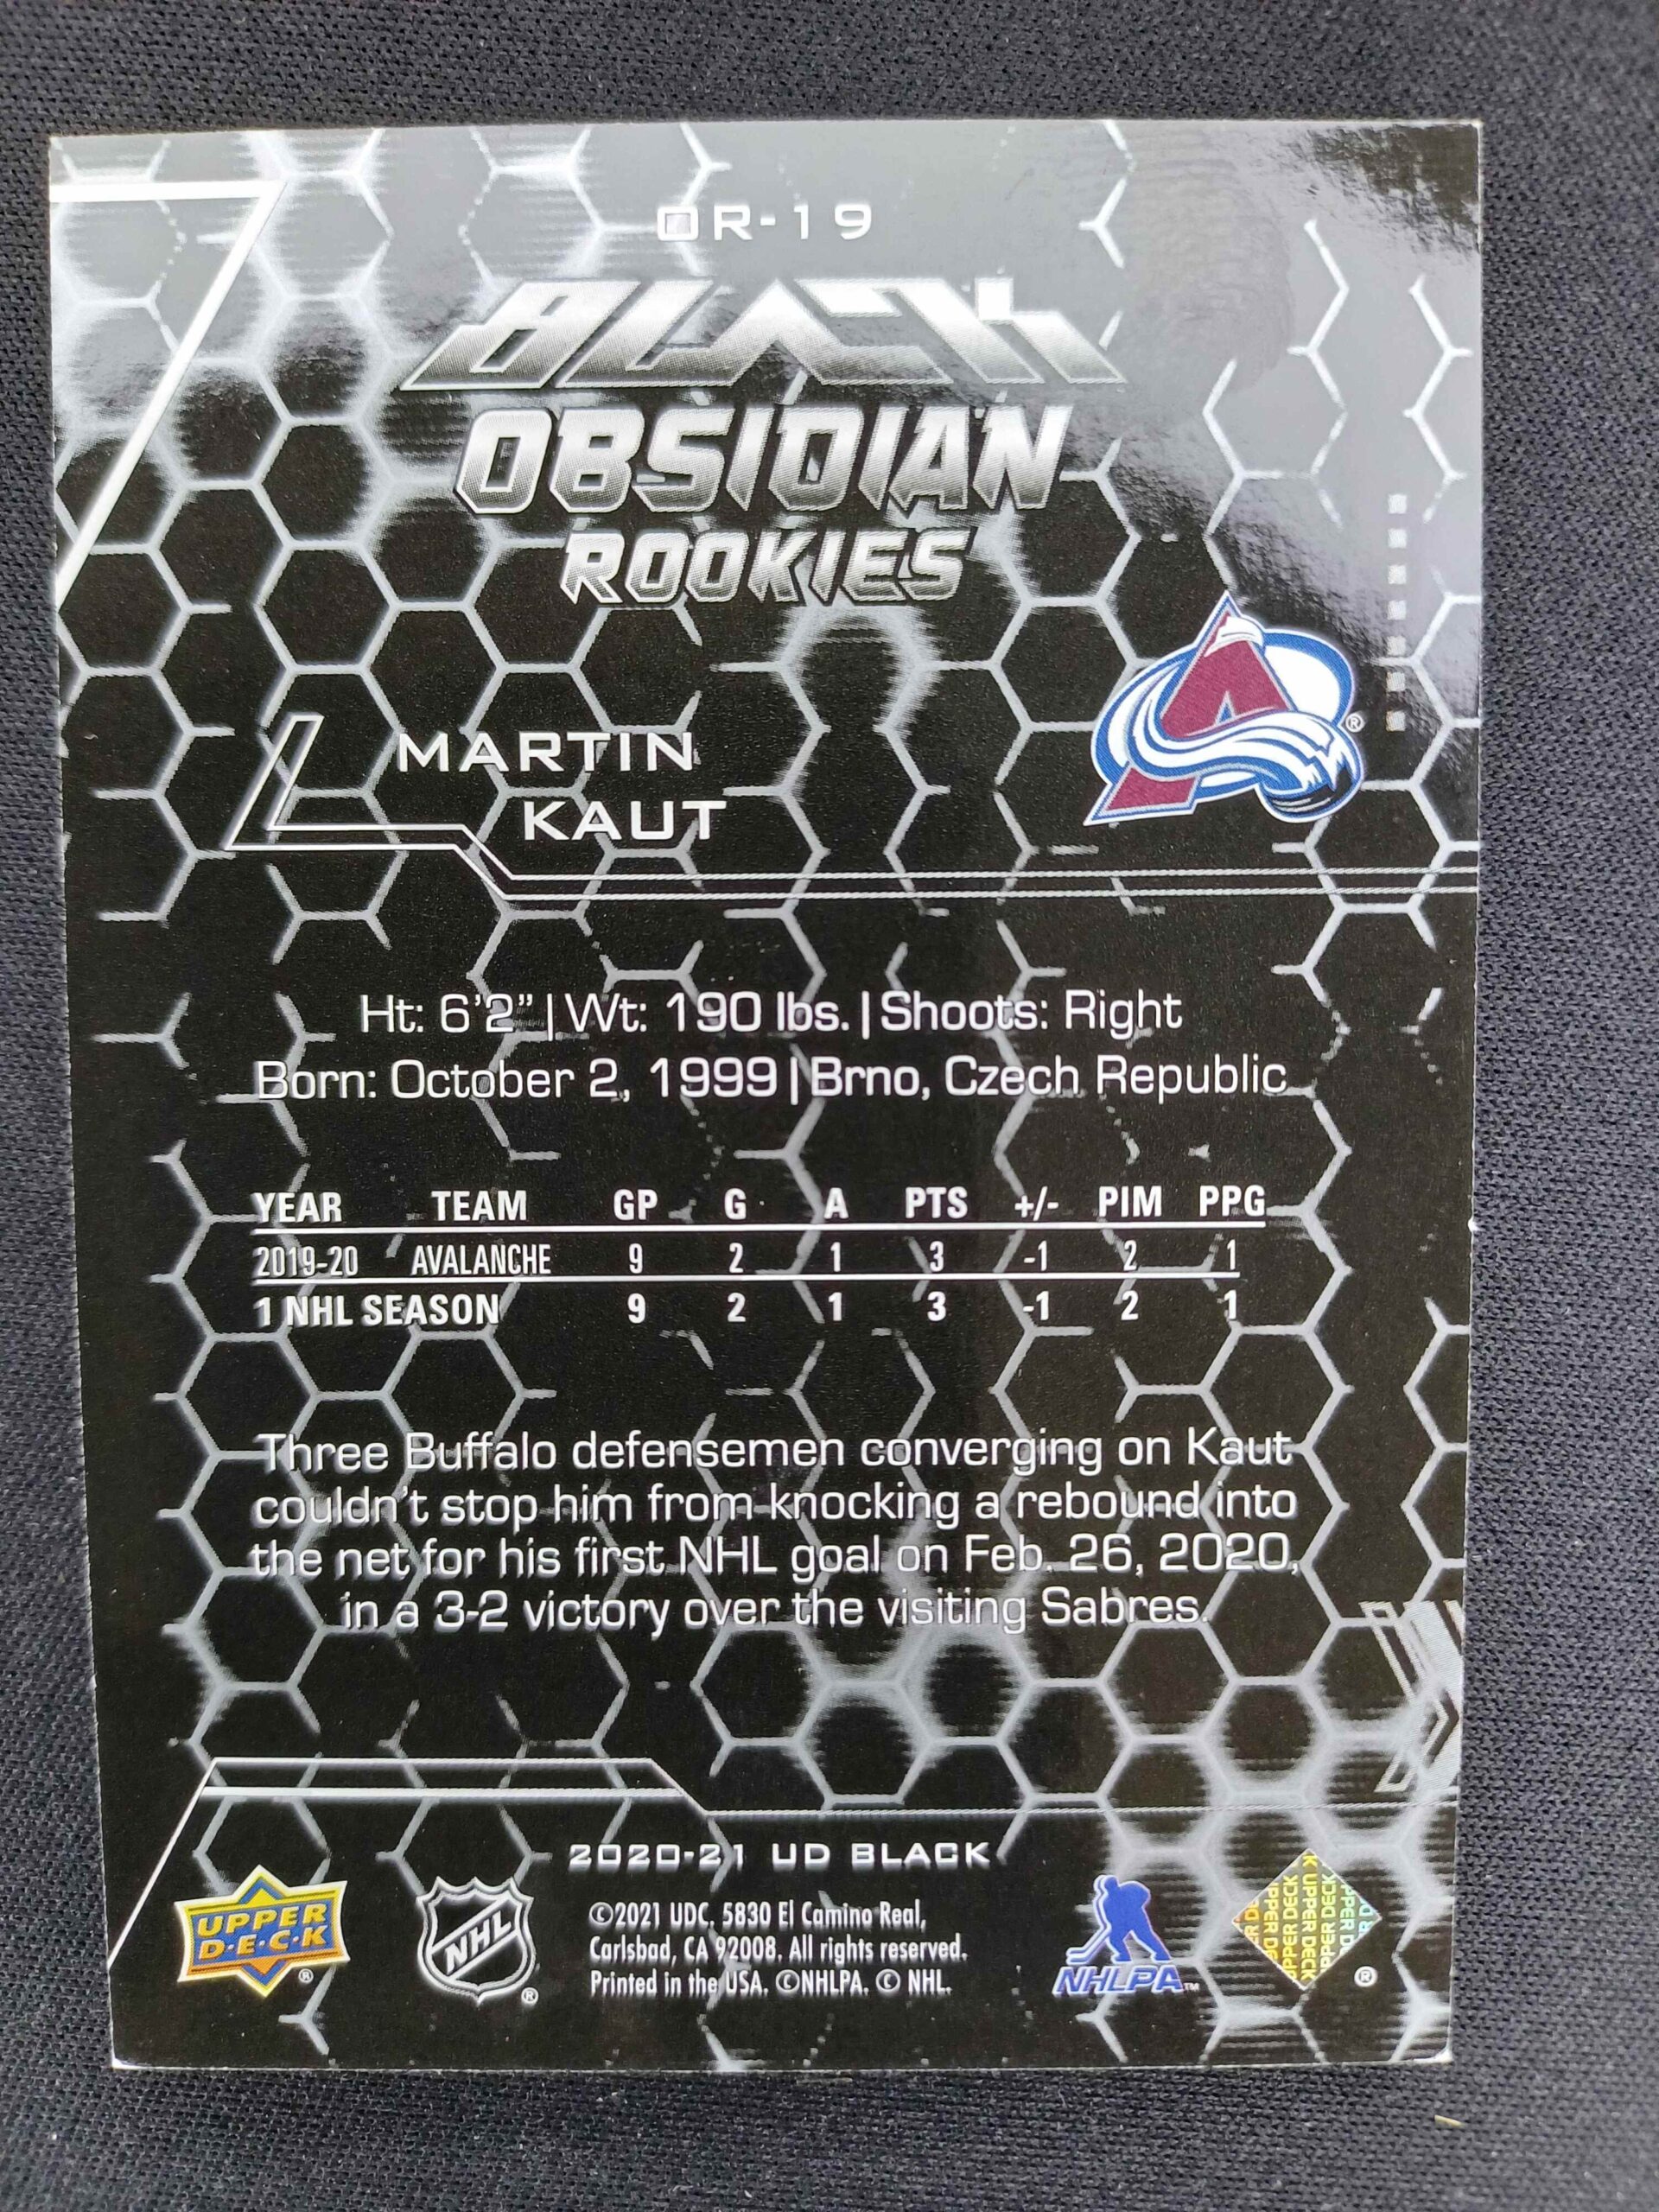 OR-19
BLACK
OBSIDIAN
ROOKIES
®
MARTIN
KAUT
Ht: 6'2" | Wt: 190 lbs. | Shoots: Right
Born: October 2, 1999 | Brno, Czech Republic
YEAR TEAM GP G A PTS +/- PIM PPG
2019-20 AVALANCHE 9 2 1 3 -1 2 1
1 NHL SEASON 9 2 1 3 -1 2 1
Three Buffalo defensemen converging on Kaut
couldn't stop him from knocking a rebound into
the net for his first NHL goal on Feb. 26, 2020,
in a 3-2 victory over the visiting Sabres.
2020-21 UD BLACK
UPPER
D·E·C·K ®
NHL ®
©2021 UDC. 5830 El Camino Real,
Carlsbad, CA 92008. All rights reserved.
Printed in the USA. ©NHLPA. © NHL.
NHLPA ™
UPPER DECK
®